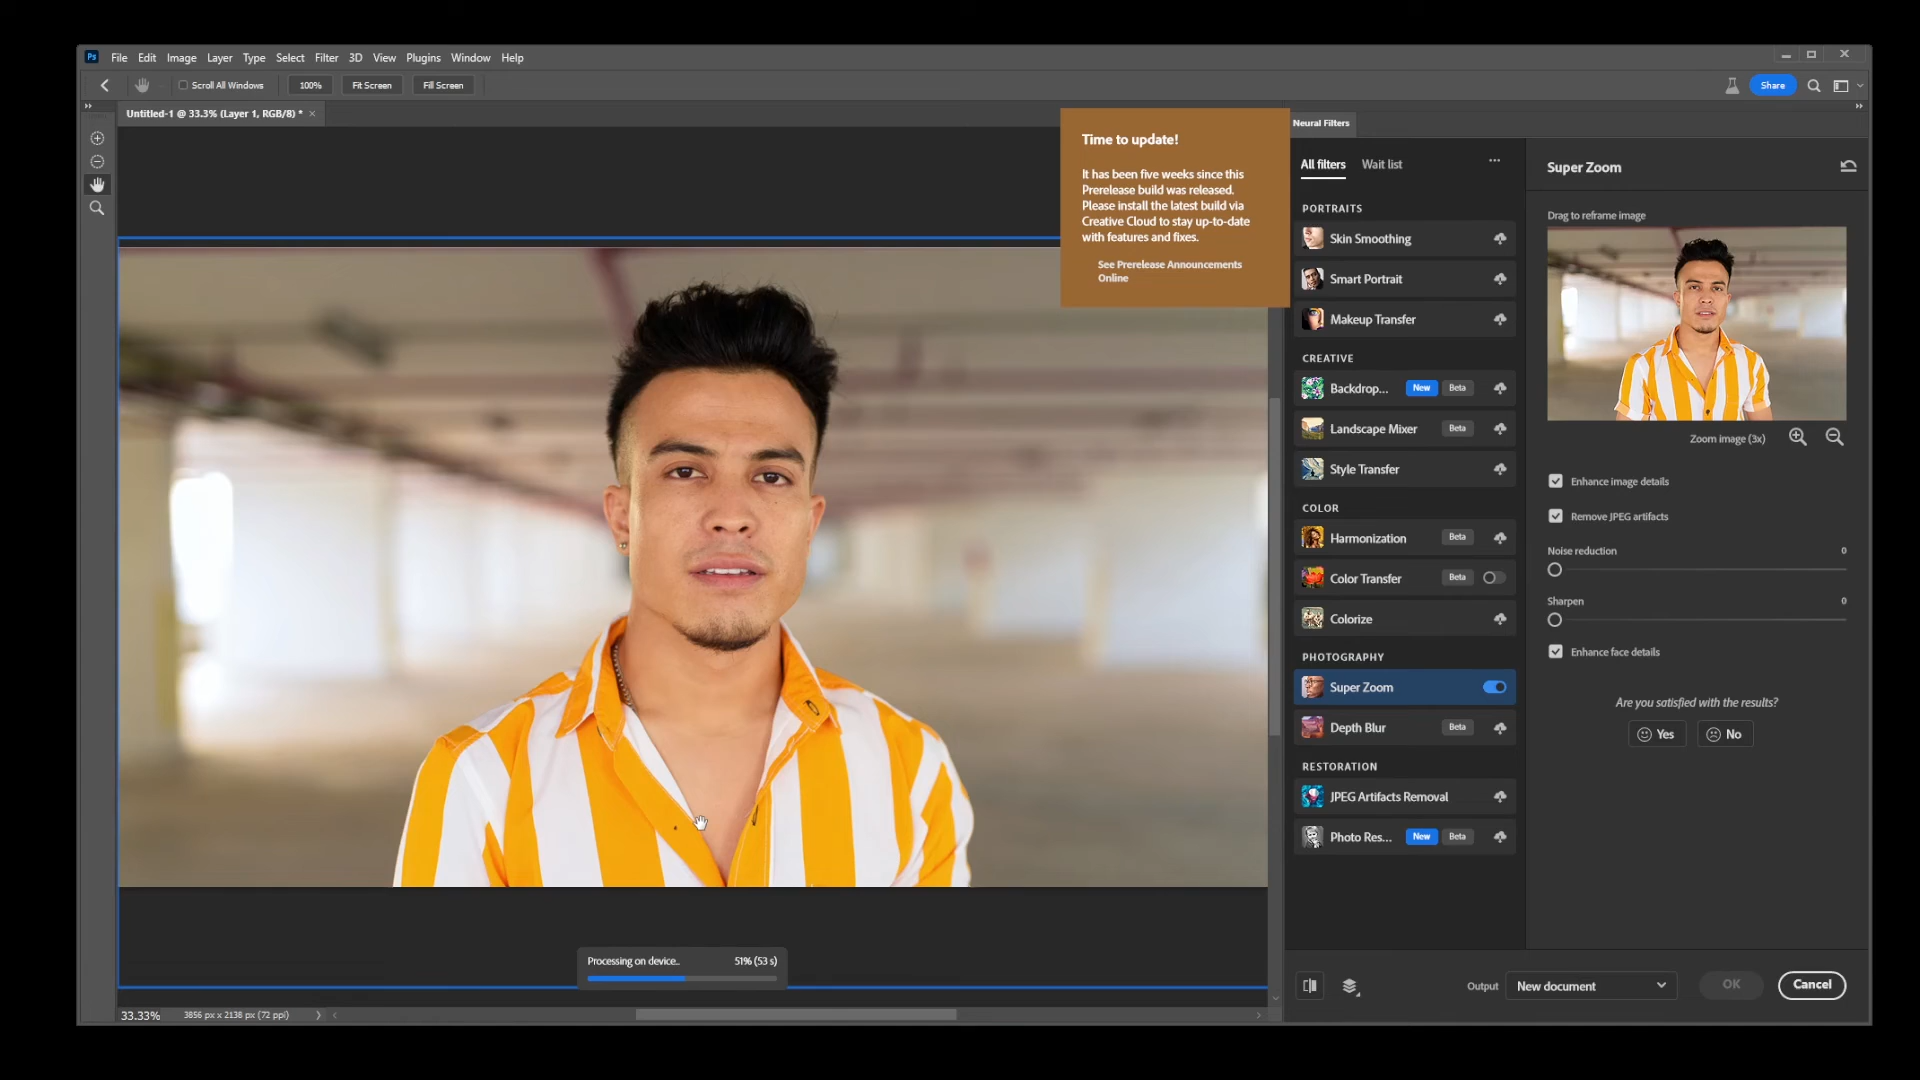 Ps File Edit Image Layer Type Select Filter 3D View Plugins Window Help
Scroll All Windows 100% Fit Screen Fill Screen Share
Untitled-1 @ 33.3% (Layer 1, RGB/8) *
Time to update!
It has been five weeks since this
Prerelease build was released.
Please install the latest build via
Creative Cloud to stay up-to-date
with features and fixes.
See Prerelease Announcements
Online
Neural Filters
All filters Wait list
PORTRAITS
Skin Smoothing
Smart Portrait
Makeup Transfer
CREATIVE
Backdrop... New Beta
Landscape Mixer Beta
Style Transfer
COLOR
Harmonization Beta
Color Transfer Beta
Colorize
PHOTOGRAPHY
Super Zoom
Depth Blur Beta
RESTORATION
JPEG Artifacts Removal
Photo Res... New Beta
Super Zoom
Drag to reframe image
Zoom image (3x)
Enhance image details
Remove JPEG artifacts
Noise reduction 0
Sharpen 0
Enhance face details
Are you satisfied with the results?
Yes No
Processing on device.. 51% (53 s)
Output New document OK Cancel
33.33% 3856 px x 2138 px (72 ppi)